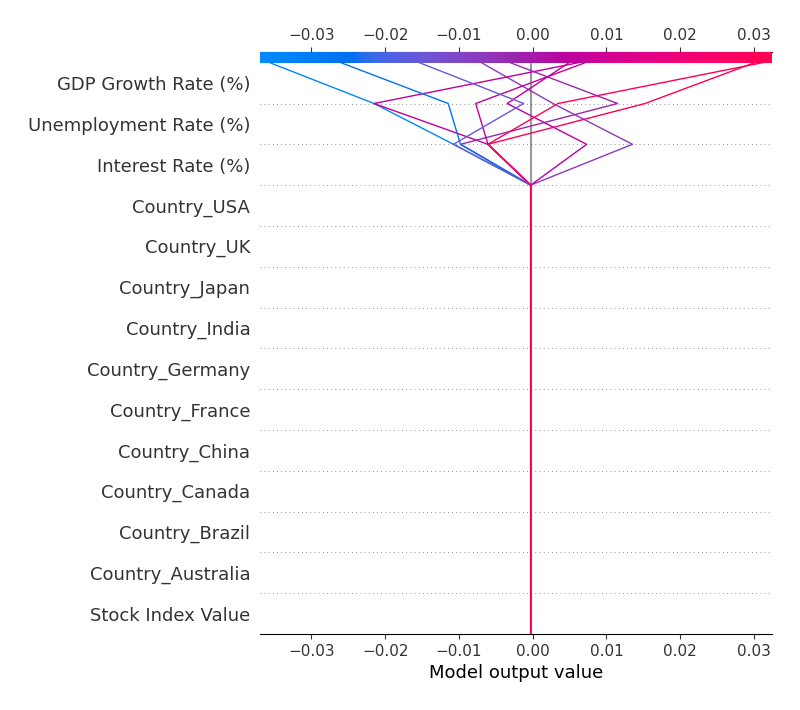 −0.03 −0.02 −0.01 0.00 0.01 0.02 0.03
GDP Growth Rate (%)
Unemployment Rate (%)
Interest Rate (%)
Country_USA
Country_UK
Country_Japan
Country_India
Country_Germany
Country_France
Country_China
Country_Canada
Country_Brazil
Country_Australia
Stock Index Value
−0.03 −0.02 −0.01 0.00 0.01 0.02 0.03
Model output value